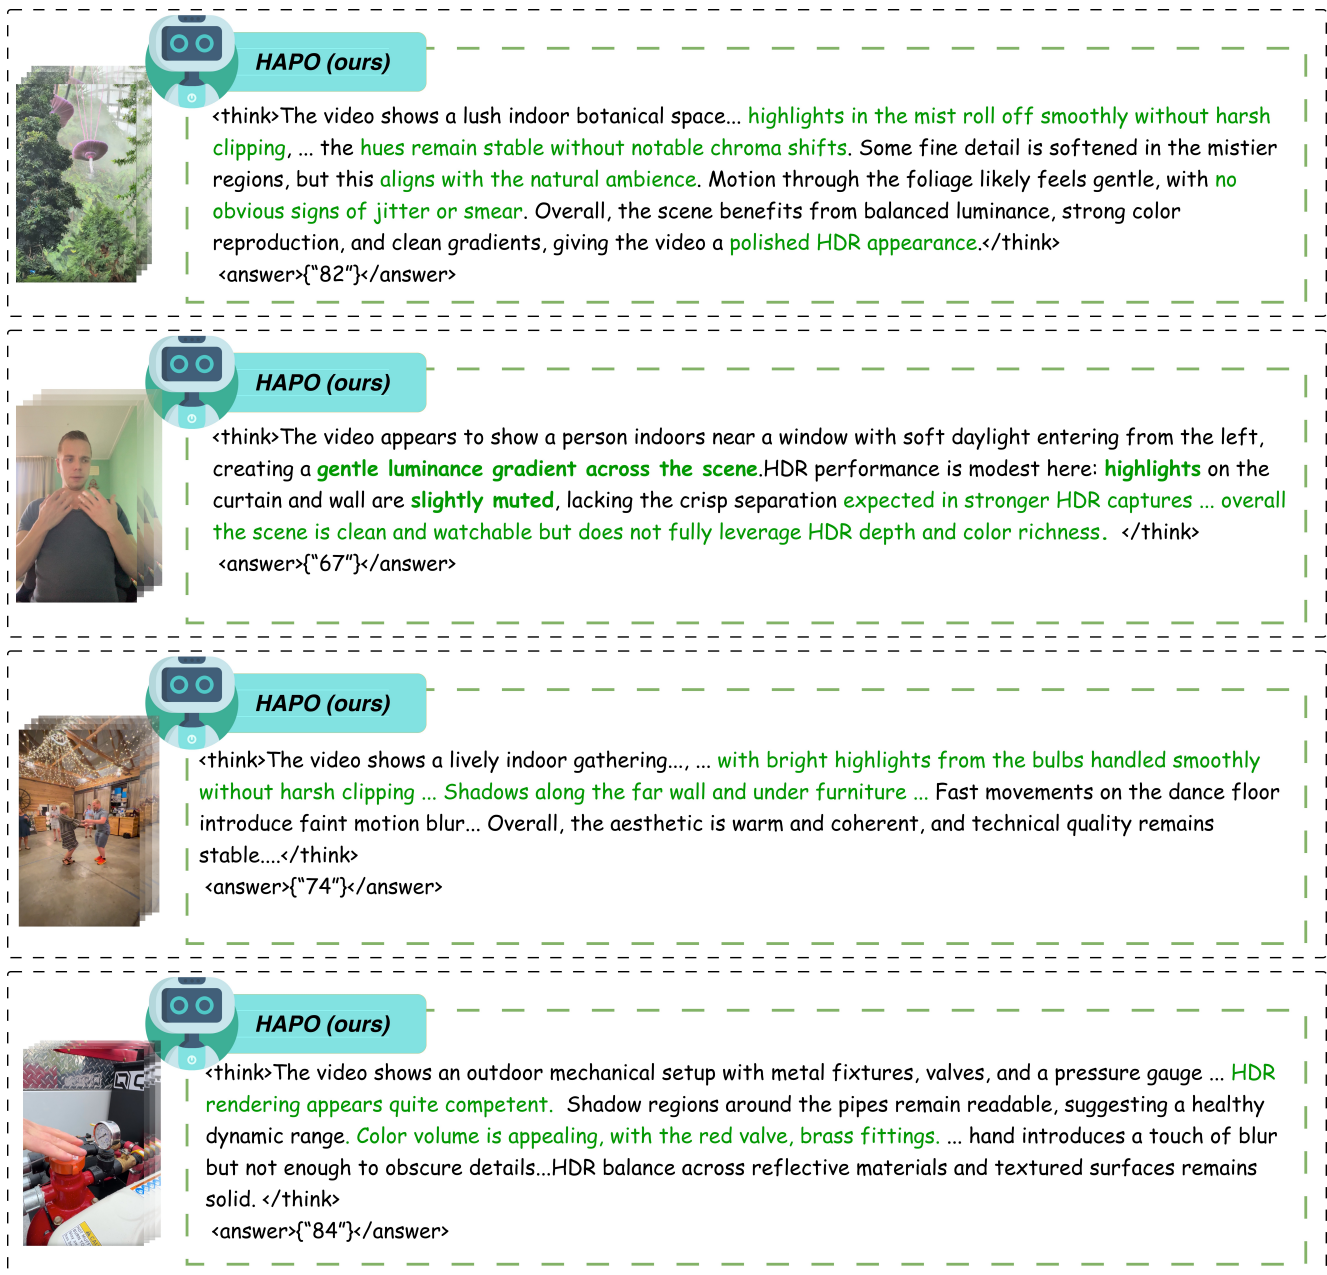 HAPO (ours)
<think>The video shows a lush indoor botanical space... highlights in the mist roll off smoothly without harsh
clipping, ... the hues remain stable without notable chroma shifts. Some fine detail is softened in the mistier
regions, but this aligns with the natural ambience. Motion through the foliage likely feels gentle, with no
obvious signs of jitter or smear. Overall, the scene benefits from balanced luminance, strong color
reproduction, and clean gradients, giving the video a polished HDR appearance.</think>
<answer>{“82”}</answer>
HAPO (ours)
<think>The video appears to show a person indoors near a window with soft daylight entering from the left,
creating a gentle luminance gradient across the scene.HDR performance is modest here: highlights on the
curtain and wall are slightly muted, lacking the crisp separation expected in stronger HDR captures ... overall
the scene is clean and watchable but does not fully leverage HDR depth and color richness. </think>
<answer>{“67”}</answer>
HAPO (ours)
<think>The video shows a lively indoor gathering..., ... with bright highlights from the bulbs handled smoothly
without harsh clipping ... Shadows along the far wall and under furniture ... Fast movements on the dance floor
introduce faint motion blur... Overall, the aesthetic is warm and coherent, and technical quality remains
stable....</think>
<answer>{“74”}</answer>
HAPO (ours)
<think>The video shows an outdoor mechanical setup with metal fixtures, valves, and a pressure gauge ... HDR
rendering appears quite competent. Shadow regions around the pipes remain readable, suggesting a healthy
dynamic range. Color volume is appealing, with the red valve, brass fittings. ... hand introduces a touch of blur
but not enough to obscure details...HDR balance across reflective materials and textured surfaces remains
solid. </think>
<answer>{“84”}</answer>